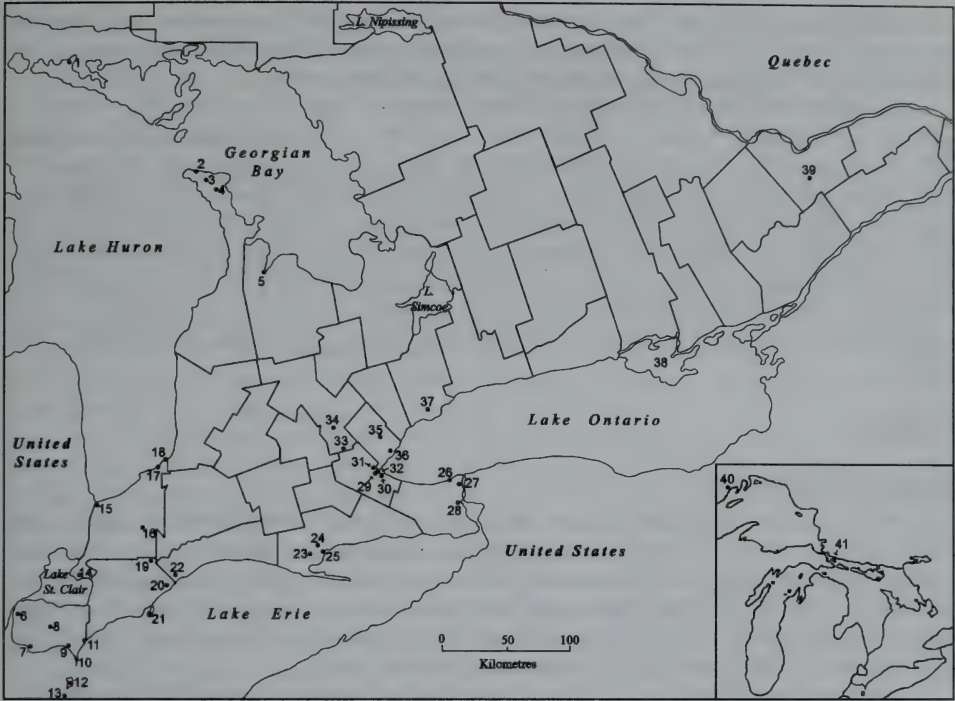 L. Nipissing
Quebec
1
Georgian
Bay
2
3
4
39
Lake Huron
5
L.
Simcoe
38
37
Lake Ontario
34
35
33
36
United
States
18
17
31
32
29
30
26
27
28
15
16
40
41
24
23
25
United States
19
22
14
Lake
St. Clair
20
21
Lake Erie
6
8
7
9
11
10
12
13
0 50 100
Kilometres